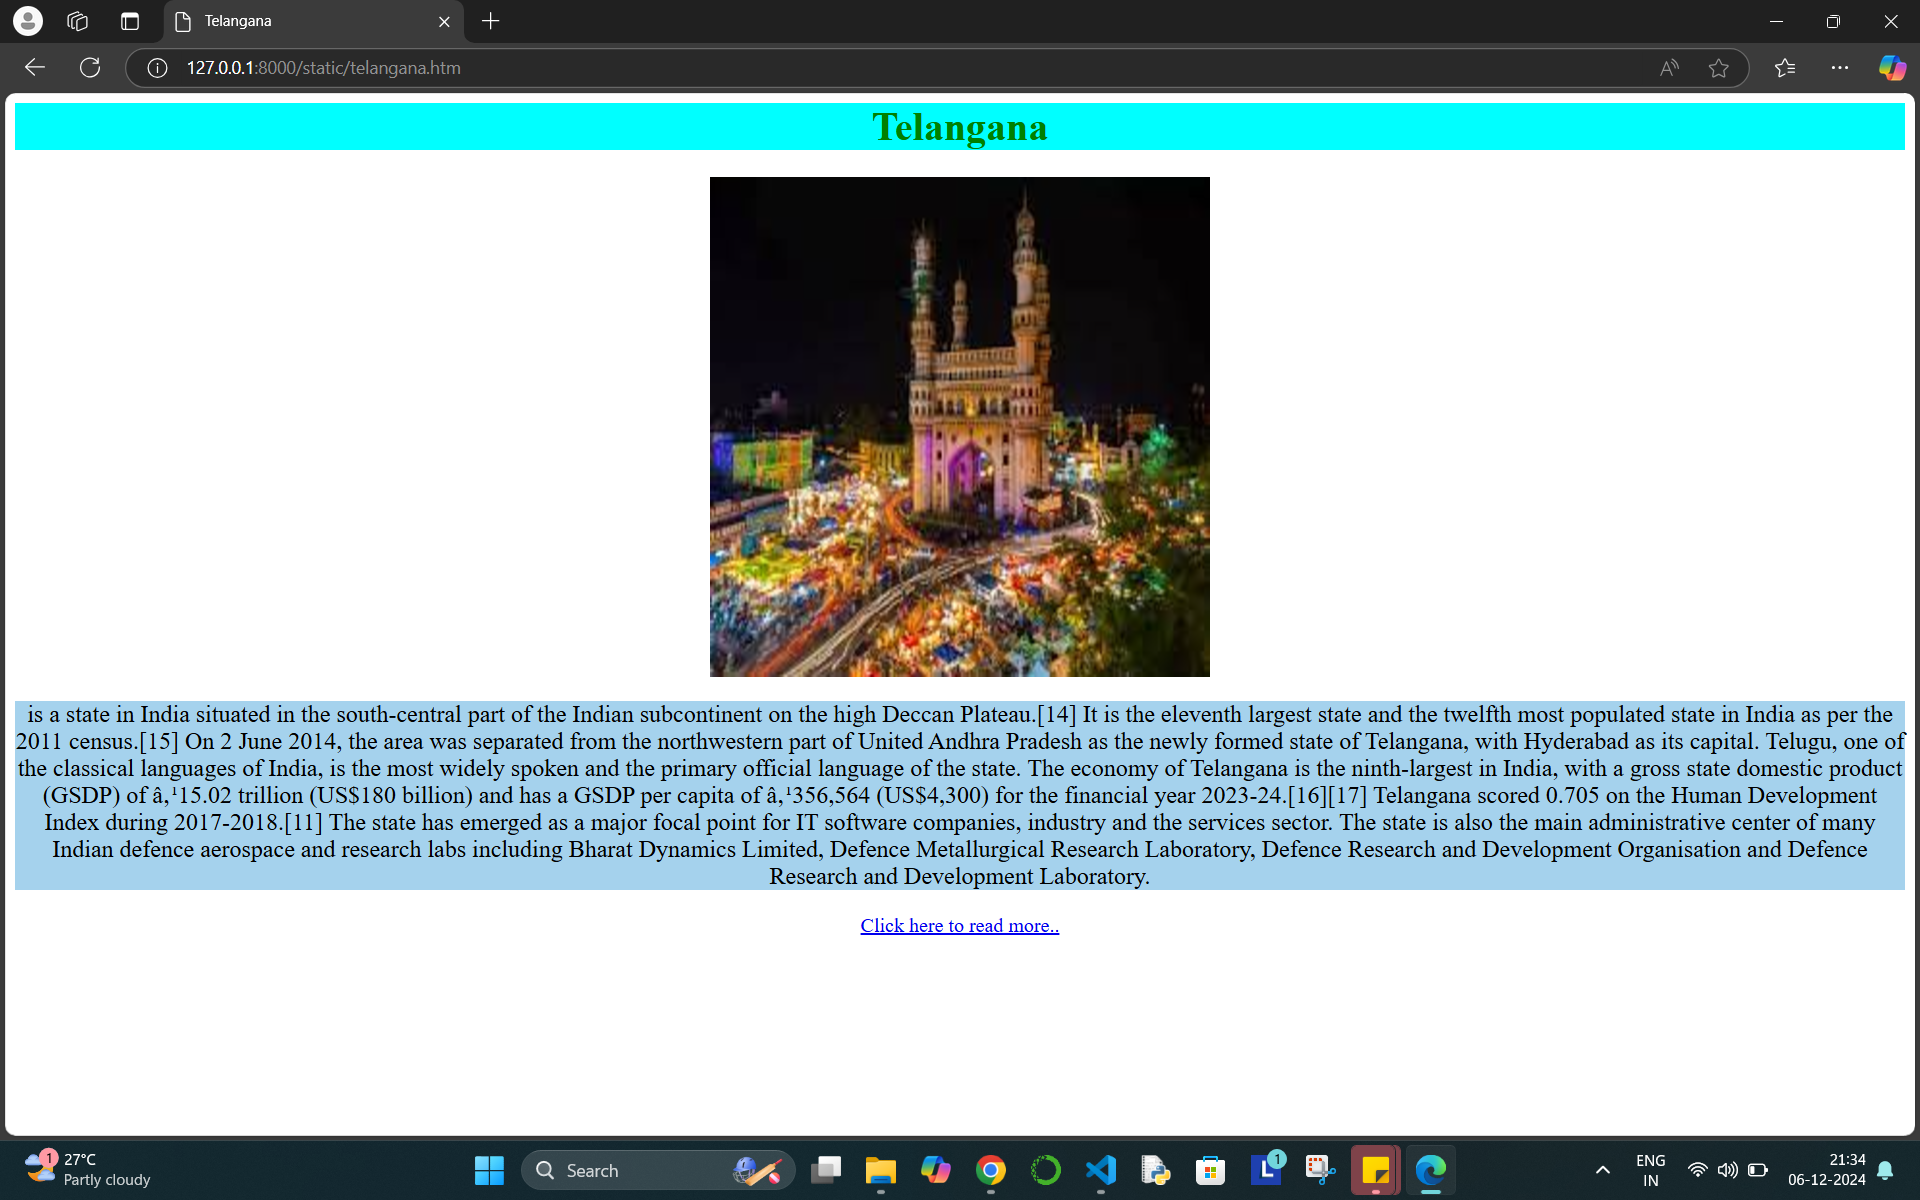 Telangana
127.0.0.1:8000/static/telangana.htm
Telangana
is a state in India situated in the south-central part of the Indian subcontinent on the high Deccan Plateau.[14] It is the eleventh largest state and the twelfth most populated state in India as per the
2011 census.[15] On 2 June 2014, the area was separated from the northwestern part of United Andhra Pradesh as the newly formed state of Telangana, with Hyderabad as its capital. Telugu, one of
the classical languages of India, is the most widely spoken and the primary official language of the state. The economy of Telangana is the ninth-largest in India, with a gross state domestic product
(GSDP) of â‚¹15.02 trillion (US$180 billion) and has a GSDP per capita of â‚¹356,564 (US$4,300) for the financial year 2023-24.[16][17] Telangana scored 0.705 on the Human Development
Index during 2017-2018.[11] The state has emerged as a major focal point for IT software companies, industry and the services sector. The state is also the main administrative center of many
Indian defence aerospace and research labs including Bharat Dynamics Limited, Defence Metallurgical Research Laboratory, Defence Research and Development Organisation and Defence
Research and Development Laboratory.
Click here to read more..
1
27°C
Partly cloudy
Search
L
1
ENG
IN
21:34
06-12-2024